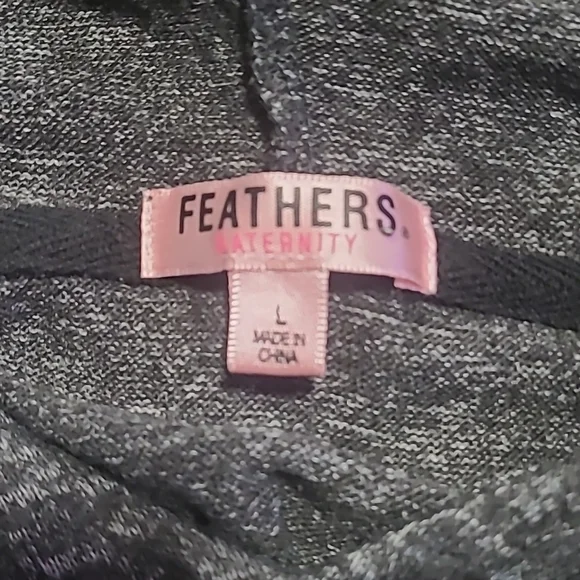 FEATHERS.
MATERNITY
L
MADE IN
CHINA